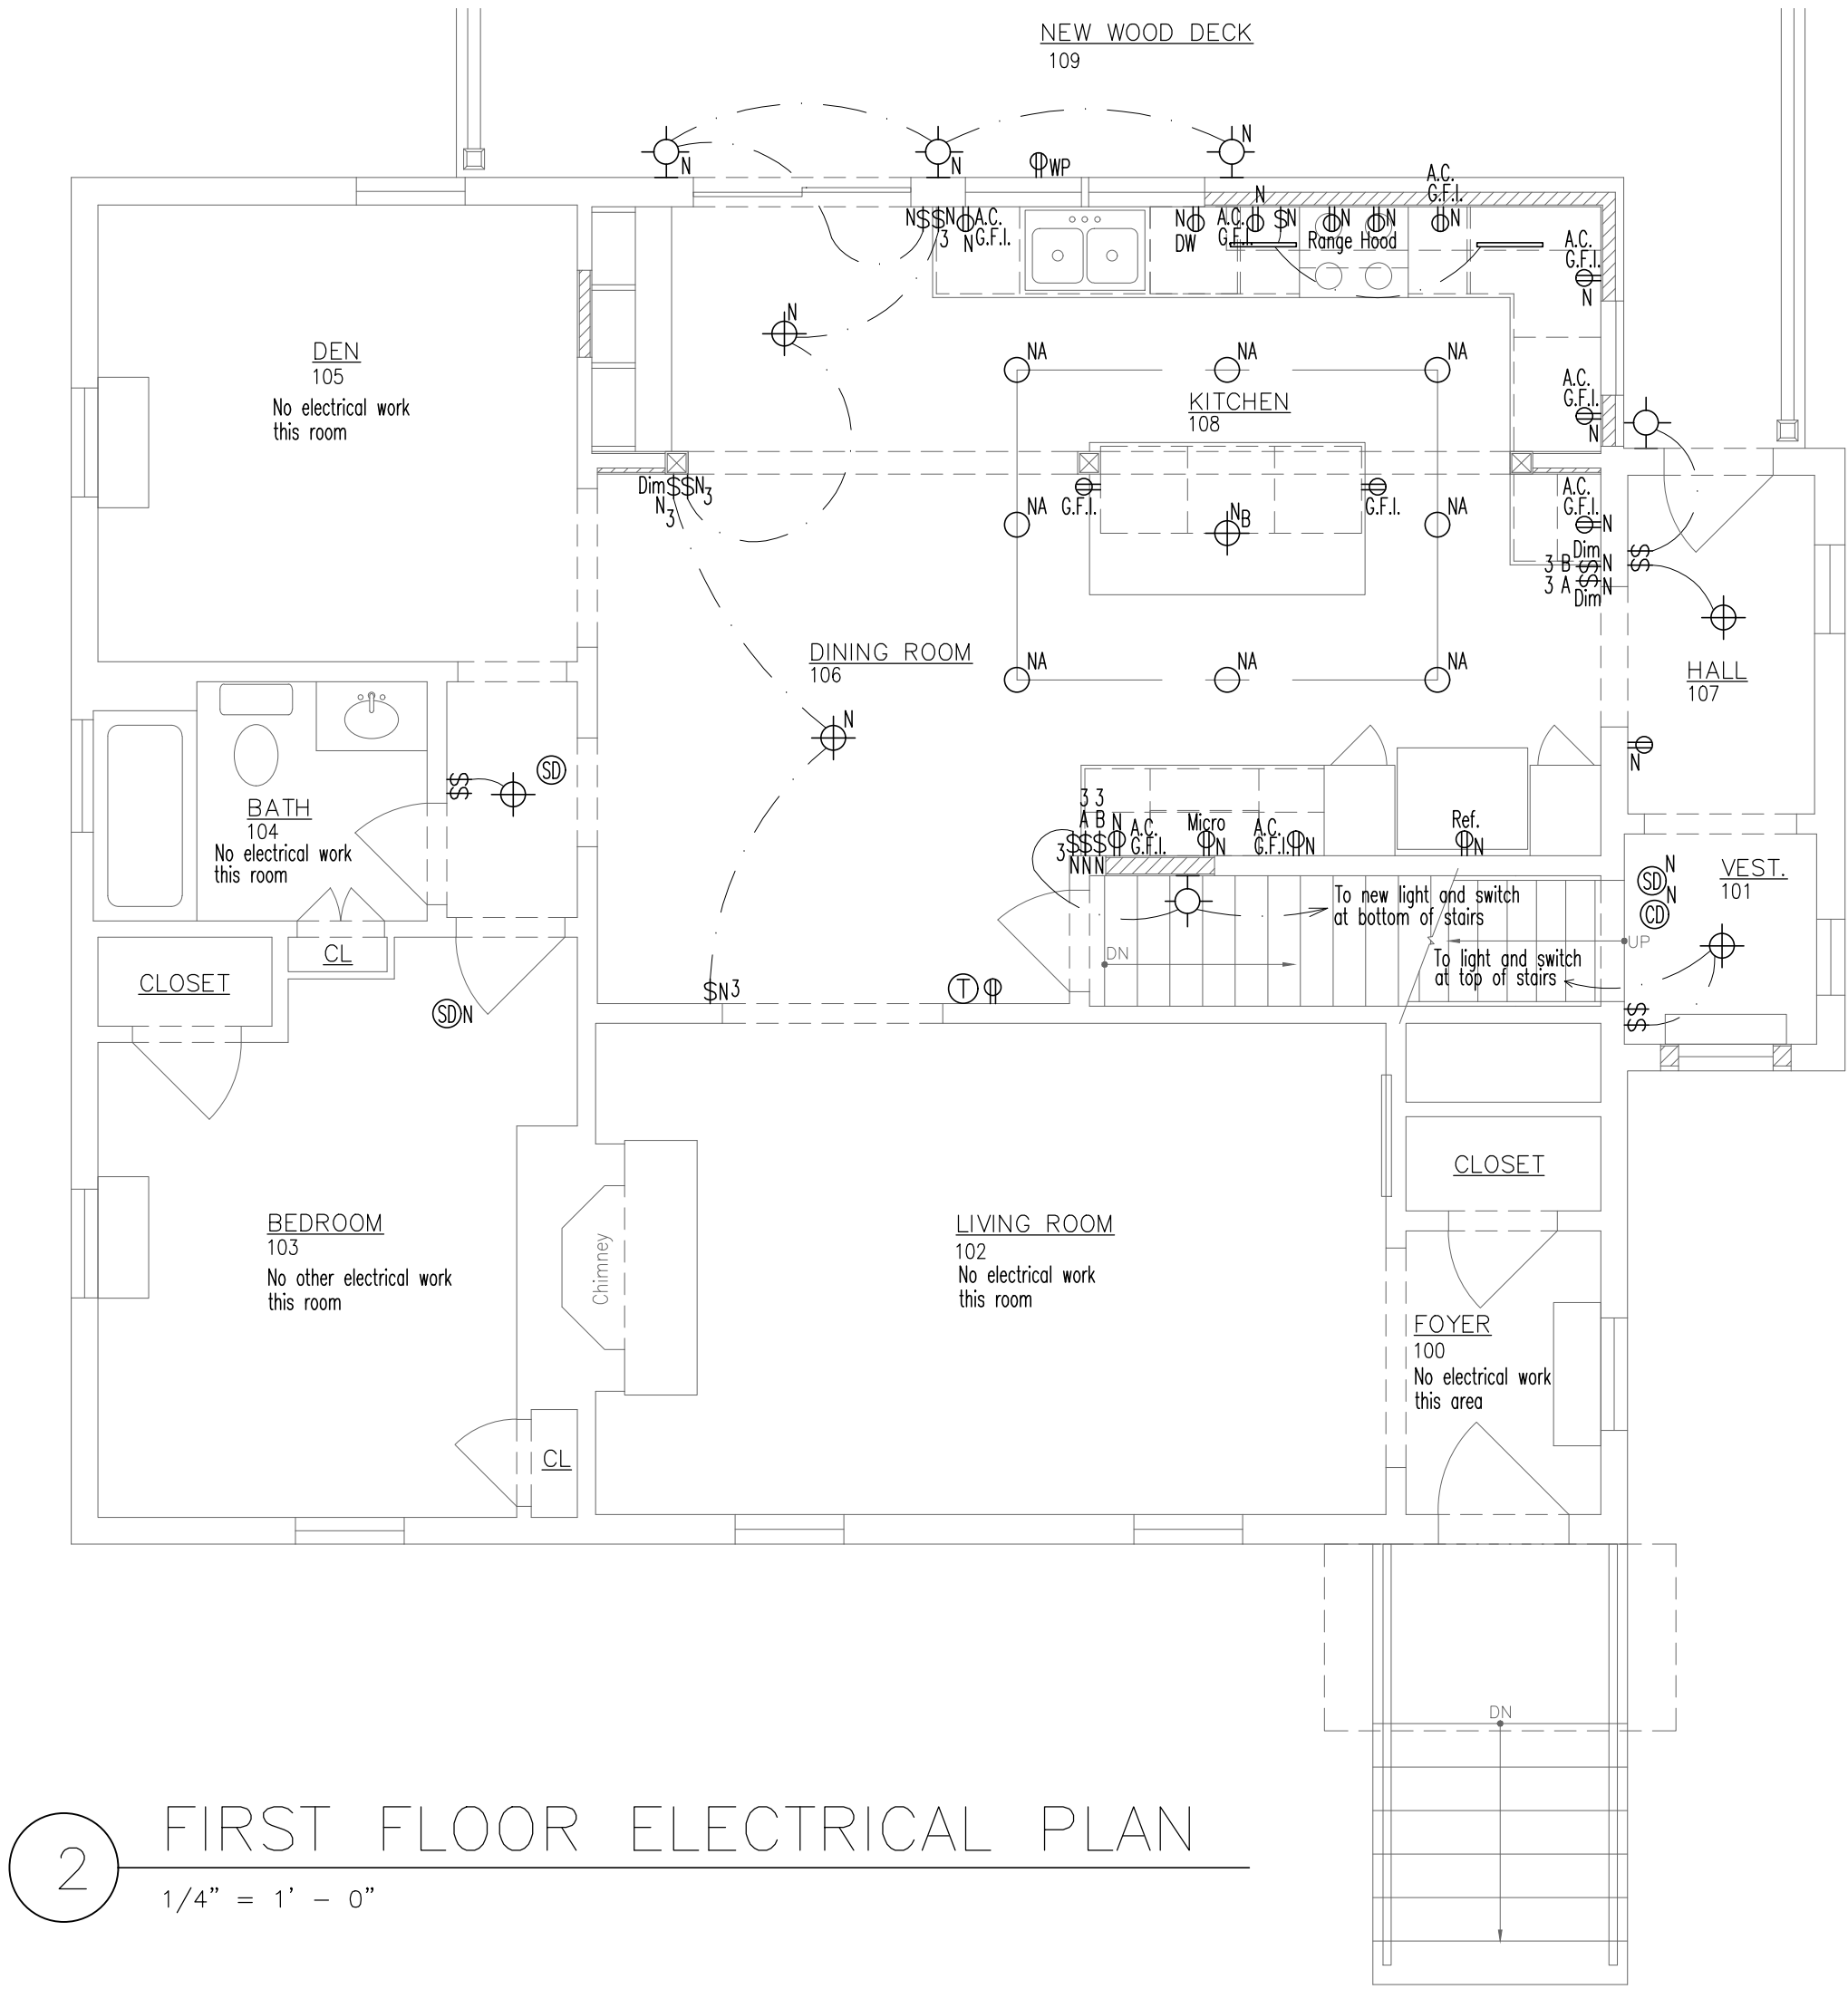 NEW WOOD DECK
109
N
N
N
WP
A.C.
G.F.I.
N
N$$N
3
A.C.
G.F.I.
N
N
DW
A.C.
G.F.I.
N
$N
N
N
N
Range Hood
A.C.
G.F.I.
N
N
DEN
105
No electrical work
this room
NA
NA
NA
KITCHEN
108
A.C.
G.F.I.
N
Dim$$N3
N3
G.F.I.
G.F.I.
NA
NB
NA
A.C.
G.F.I.
N
Dim
3 B $ N
3 A $ N
Dim
$$
DINING ROOM
106
NA
NA
NA
HALL
107
N
N
SD
$$
BATH
104
No electrical work
this room
3 3
A B N
3$$$
NNN
A.C.
G.F.I.
Micro
N
A.C.
G.F.I.
N
Ref.
N
SD
N
N
CD
VEST.
101
To new light and switch
at bottom of stairs
DN
UP
To light and switch
at top of stairs
CL
CLOSET
SDN
$N3
T
$$
CLOSET
BEDROOM
103
No other electrical work
this room
Chimney
LIVING ROOM
102
No electrical work
this room
FOYER
100
No electrical work
this area
CL
DN
2
FIRST FLOOR ELECTRICAL PLAN
1/4" = 1' - 0"